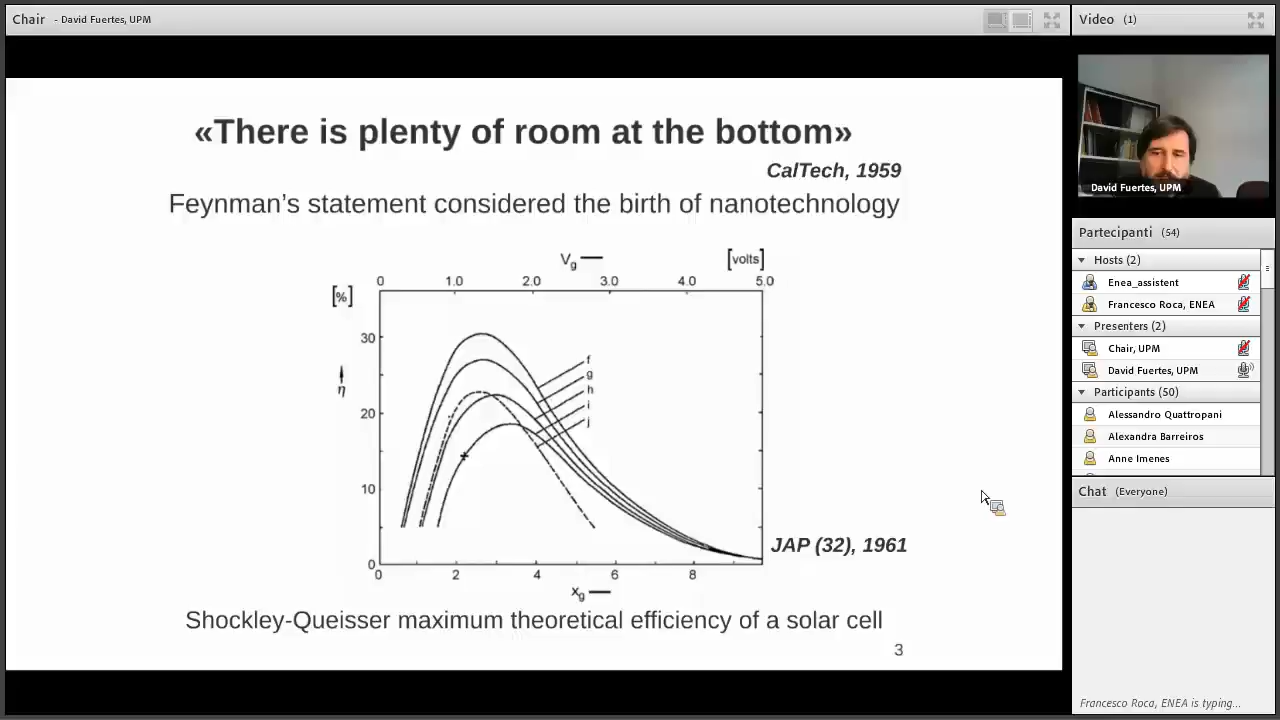 Chair - David Fuertes, UPM
«There is plenty of room at the bottom»
CalTech, 1959
Feynman's statement considered the birth of nanotechnology
Vg
[volts]
0 1.0 2.0 3.0 4.0 5.0
[%]
30
20
10
0
η
f
g
h
i
j
0 2 4 6 8
xg
JAP (32), 1961
Shockley-Queisser maximum theoretical efficiency of a solar cell
3
Video (1)
David Fuertes, UPM
Partecipanti (54)
Hosts (2)
Enea_assistent
Francesco Roca, ENEA
Presenters (2)
Chair, UPM
David Fuertes, UPM
Participants (50)
Alessandro Quattropani
Alexandra Barreiros
Anne Imenes
Chat (Everyone)
Francesco Roca, ENEA is typing...